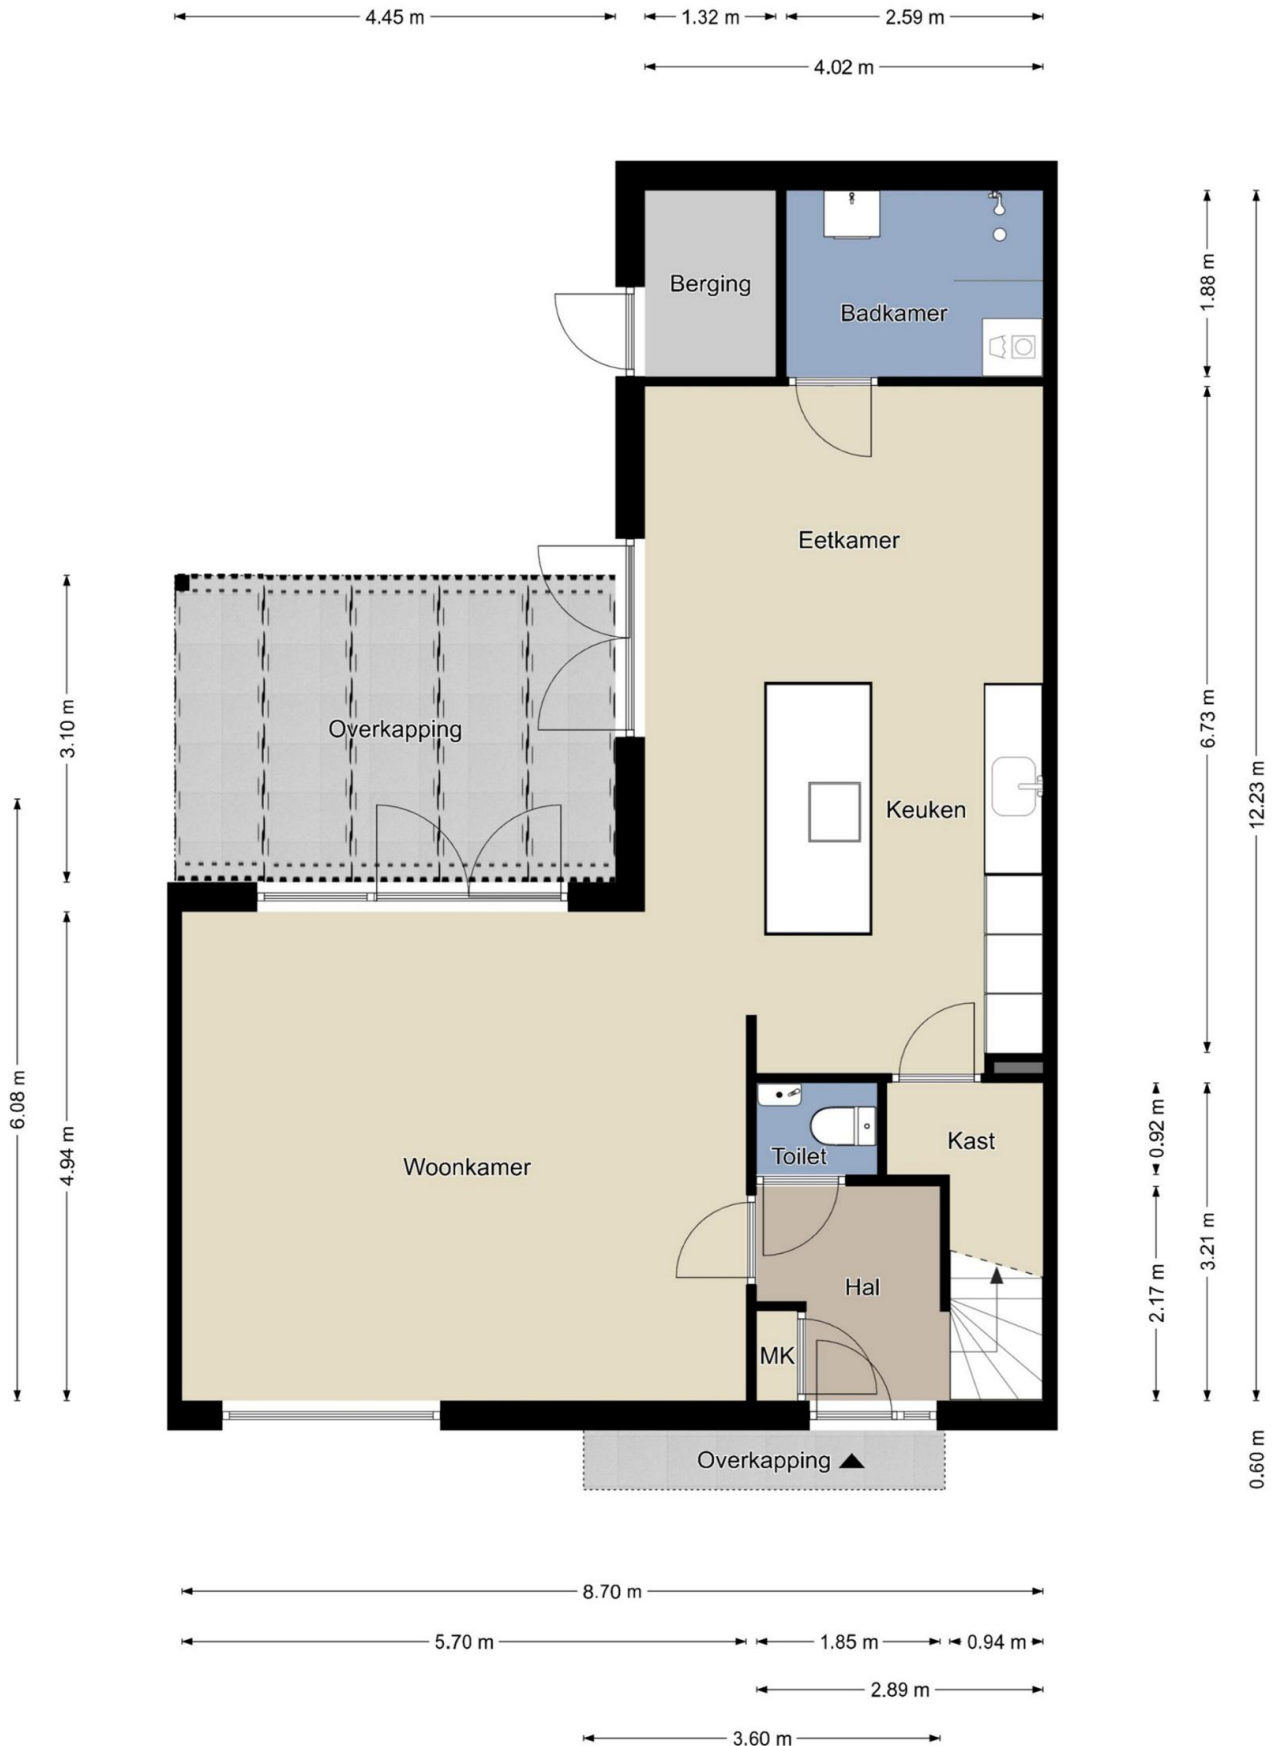 4.45 m
1.32 m
2.59 m
4.02 m
Berging
Badkamer
1.88 m
Eetkamer
Overkapping
3.10 m
6.73 m
12.23 m
Keuken
6.08 m
4.94 m
Woonkamer
Toilet
Kast
0.92 m
3.21 m
2.17 m
Hal
MK
Overkapping
0.60 m
8.70 m
5.70 m
1.85 m
0.94 m
2.89 m
3.60 m